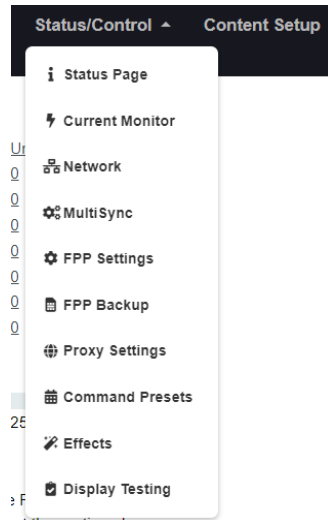 Status/Control Content Setup
Status Page
Current Monitor
Network
MultiSync
FPP Settings
FPP Backup
Proxy Settings
Command Presets
Effects
Display Testing
0
0
0
0
0
0
25